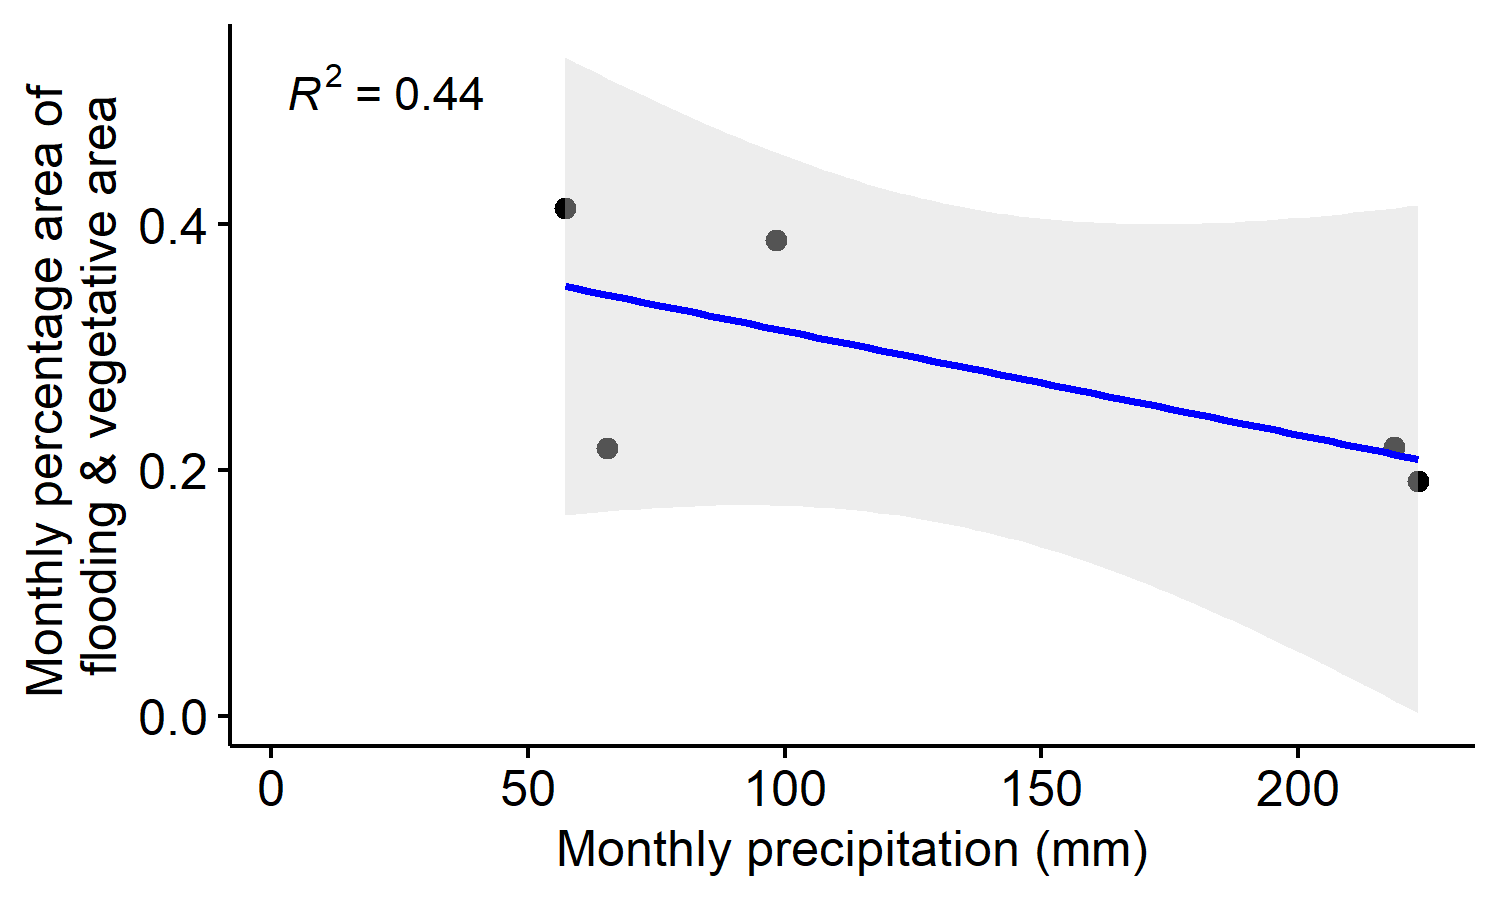 Monthly percentage area of
flooding & vegetative area
R² = 0.44
0.4
0.2
0.0
0 50 100 150 200
Monthly precipitation (mm)